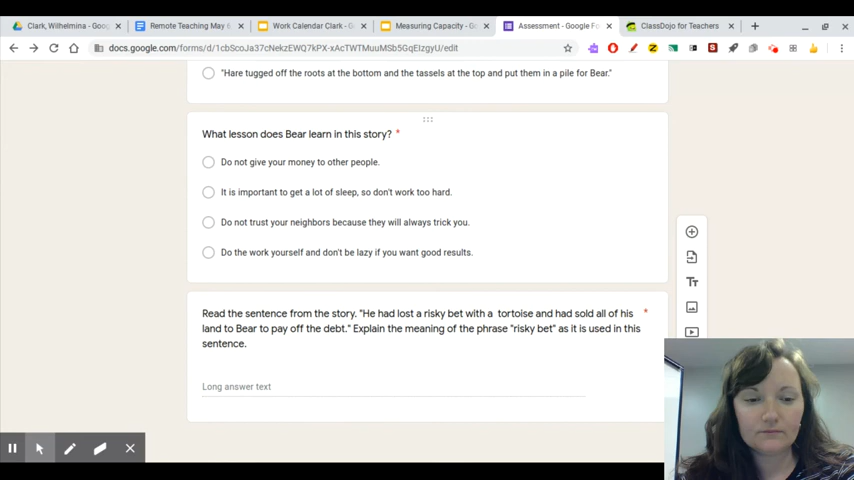 Clark, Wilhelmina - Goog
Remote Teaching May 6
Work Calendar Clark - Go
Measuring Capacity - Go
Assessment - Google Fo
ClassDojo for Teachers
docs.google.com/forms/d/1cbScoJa37cNekzEWQ7kPX-xAcTWTMuuMSb5GqEIzgyU/edit
"Hare tugged off the roots at the bottom and the tassels at the top and put them in a pile for Bear."
What lesson does Bear learn in this story? *
Do not give your money to other people.
It is important to get a lot of sleep, so don't work too hard.
Do not trust your neighbors because they will always trick you.
Do the work yourself and don't be lazy if you want good results.
Read the sentence from the story. "He had lost a risky bet with a tortoise and had sold all of his *
land to Bear to pay off the debt." Explain the meaning of the phrase "risky bet" as it is used in this
sentence.
Long answer text